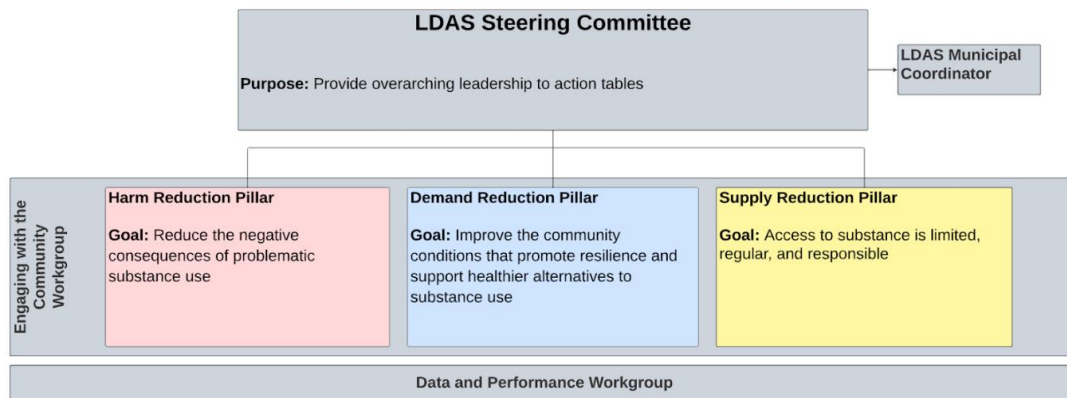 LDAS Steering Committee
Purpose: Provide overarching leadership to action tables
LDAS Municipal
Coordinator
Engaging with the
Community
Workgroup
Harm Reduction Pillar
Goal: Reduce the negative
consequences of problematic
substance use
Demand Reduction Pillar
Goal: Improve the community
conditions that promote resilience and
support healthier alternatives to
substance use
Supply Reduction Pillar
Goal: Access to substance is limited,
regular, and responsible
Data and Performance Workgroup